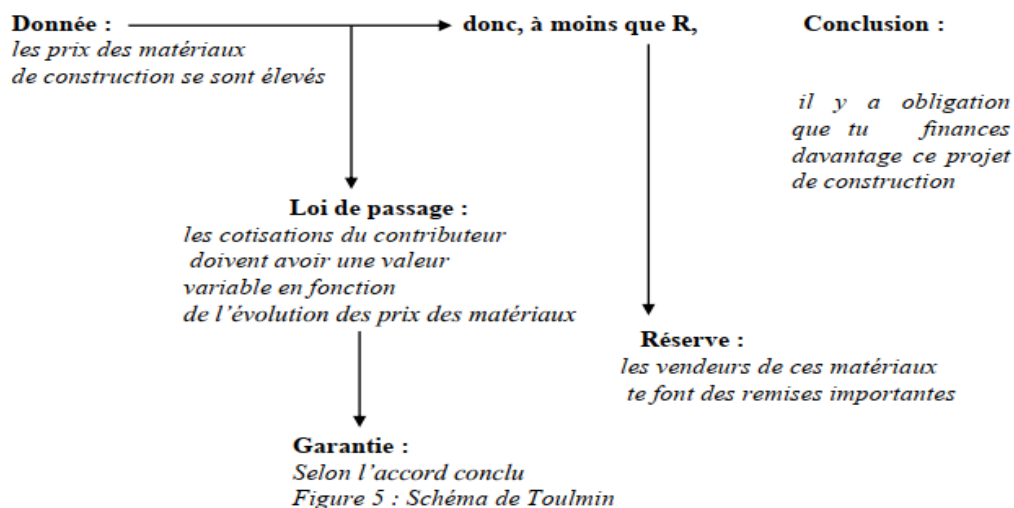 Donnée : donc, à moins que R, Conclusion :
les prix des matériaux
de construction se sont élevés
il y a obligation
que tu finances
davantage ce projet
de construction
Loi de passage :
les cotisations du contributeur
doivent avoir une valeur
variable en fonction
de l’évolution des prix des matériaux
Réserve :
les vendeurs de ces matériaux
te font des remises importantes
Garantie :
Selon l’accord conclu
Figure 5 : Schéma de Toulmin